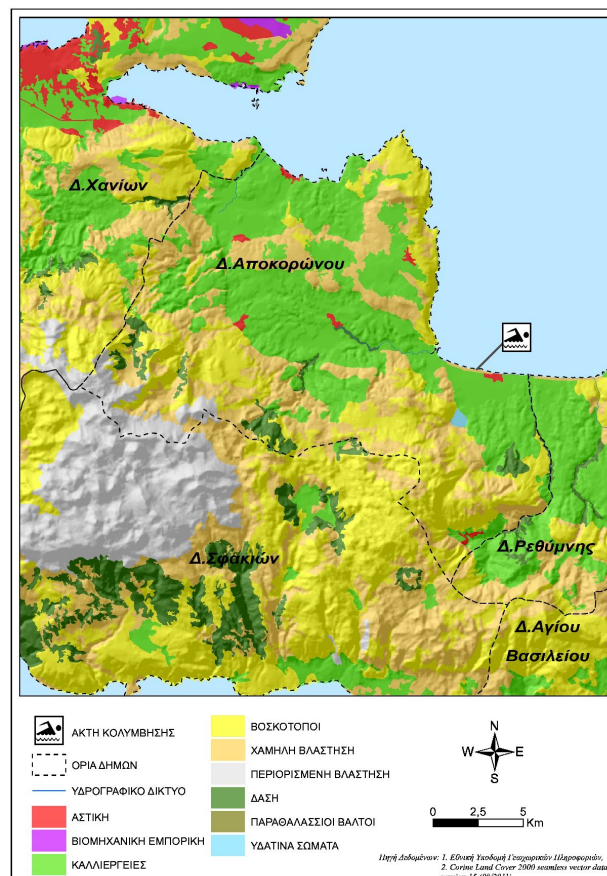 Δ.Χανίων
Δ.Αποκορώνου
Δ.Σφακιών
Δ.Ρεθύμνης
Δ.Αγίου
Βασιλείου
ΑΚΤΗ ΚΟΛΥΜΒΗΣΗΣ
ΟΡΙΑ ΔΗΜΩΝ
ΥΔΡΟΓΡΑΦΙΚΟ ΔΙΚΤΥΟ
ΑΣΤΙΚΗ
ΒΙΟΜΗΧΑΝΙΚΗ ΕΜΠΟΡΙΚΗ
ΚΑΛΛΙΕΡΓΕΙΕΣ
ΒΟΣΚΟΤΟΠΟΙ
ΧΑΜΗΛΗ ΒΛΑΣΤΗΣΗ
ΠΕΡΙΟΡΙΣΜΕΝΗ ΒΛΑΣΤΗΣΗ
ΔΑΣΗ
ΠΑΡΑΘΑΛΑΣΣΙΟΙ ΒΑΛΤΟΙ
ΥΔΑΤΙΝΑ ΣΩΜΑΤΑ
N
W E
S
0 2,5 5
Km
Πηγή Δεδομένων: 1. Εθνική Υποδομή Γεωχωρικών Πληροφοριών,
2. Corine Land Cover 2000 seamless vector data